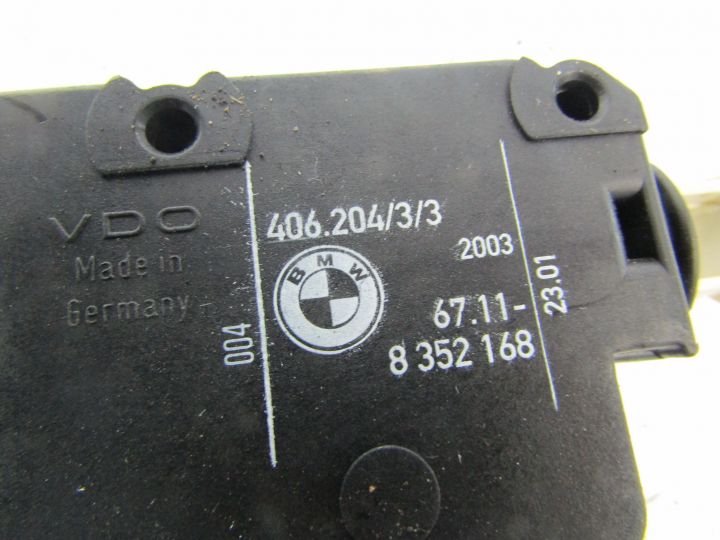 VDO
Made in
Germany
004
406.204/3/3
BMW
2003
67.11-
8 352 168
23.01